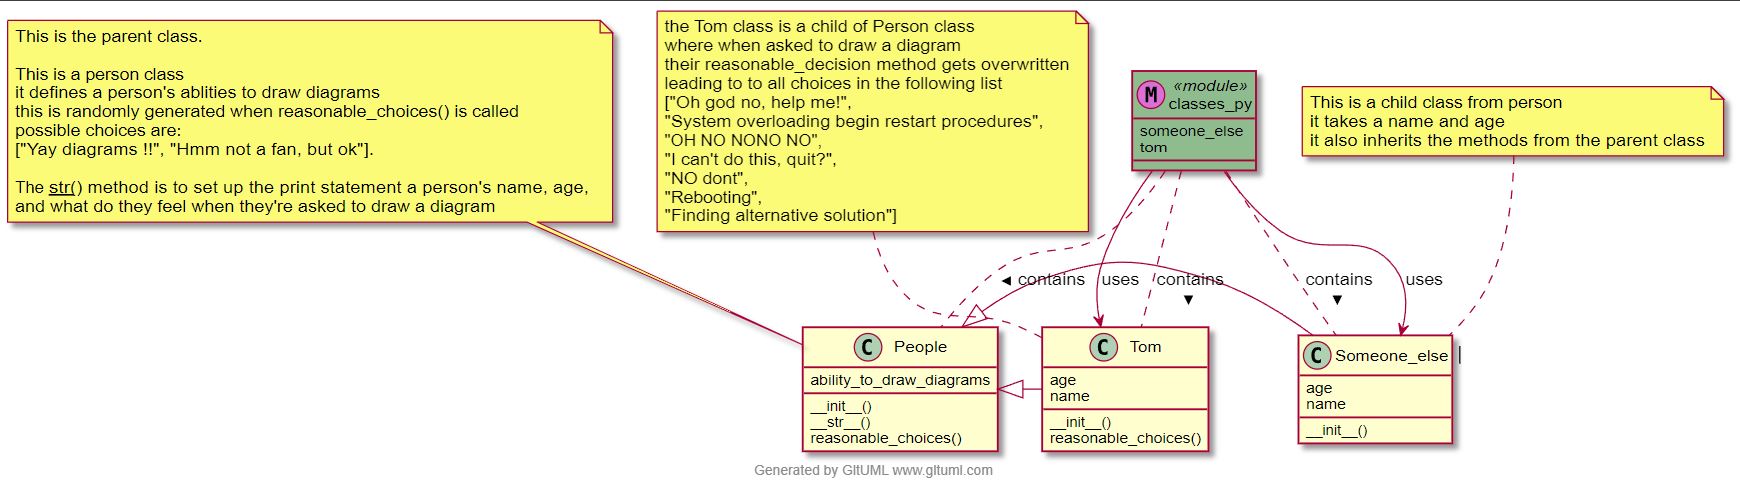 This is the parent class.
This is a person class
it defines a person's ablities to draw diagrams
this is randomly generated when reasonable_choices() is called
possible choices are:
["Yay diagrams !!", "Hmm not a fan, but ok"].
The str() method is to set up the print statement a person's name, age,
and what do they feel when they're asked to draw a diagram
the Tom class is a child of Person class
where when asked to draw a diagram
their reasonable_decision method gets overwritten
leading to to all choices in the following list
["Oh god no, help me!",
"System overloading begin restart procedures",
"OH NO NONO NO",
"I can't do this, quit?",
"NO dont",
"Rebooting",
"Finding alternative solution"]
M «module»
classes_py
someone_else
tom
This is a child class from person
it takes a name and age
it also inherits the methods from the parent class
◄ contains
uses
contains
▼
contains
▼
uses
C People
ability_to_draw_diagrams
__init__()
__str__()
reasonable_choices()
C Tom
age
name
__init__()
reasonable_choices()
C Someone_else
age
name
__init__()
Generated by GItUML www.gItuml.com